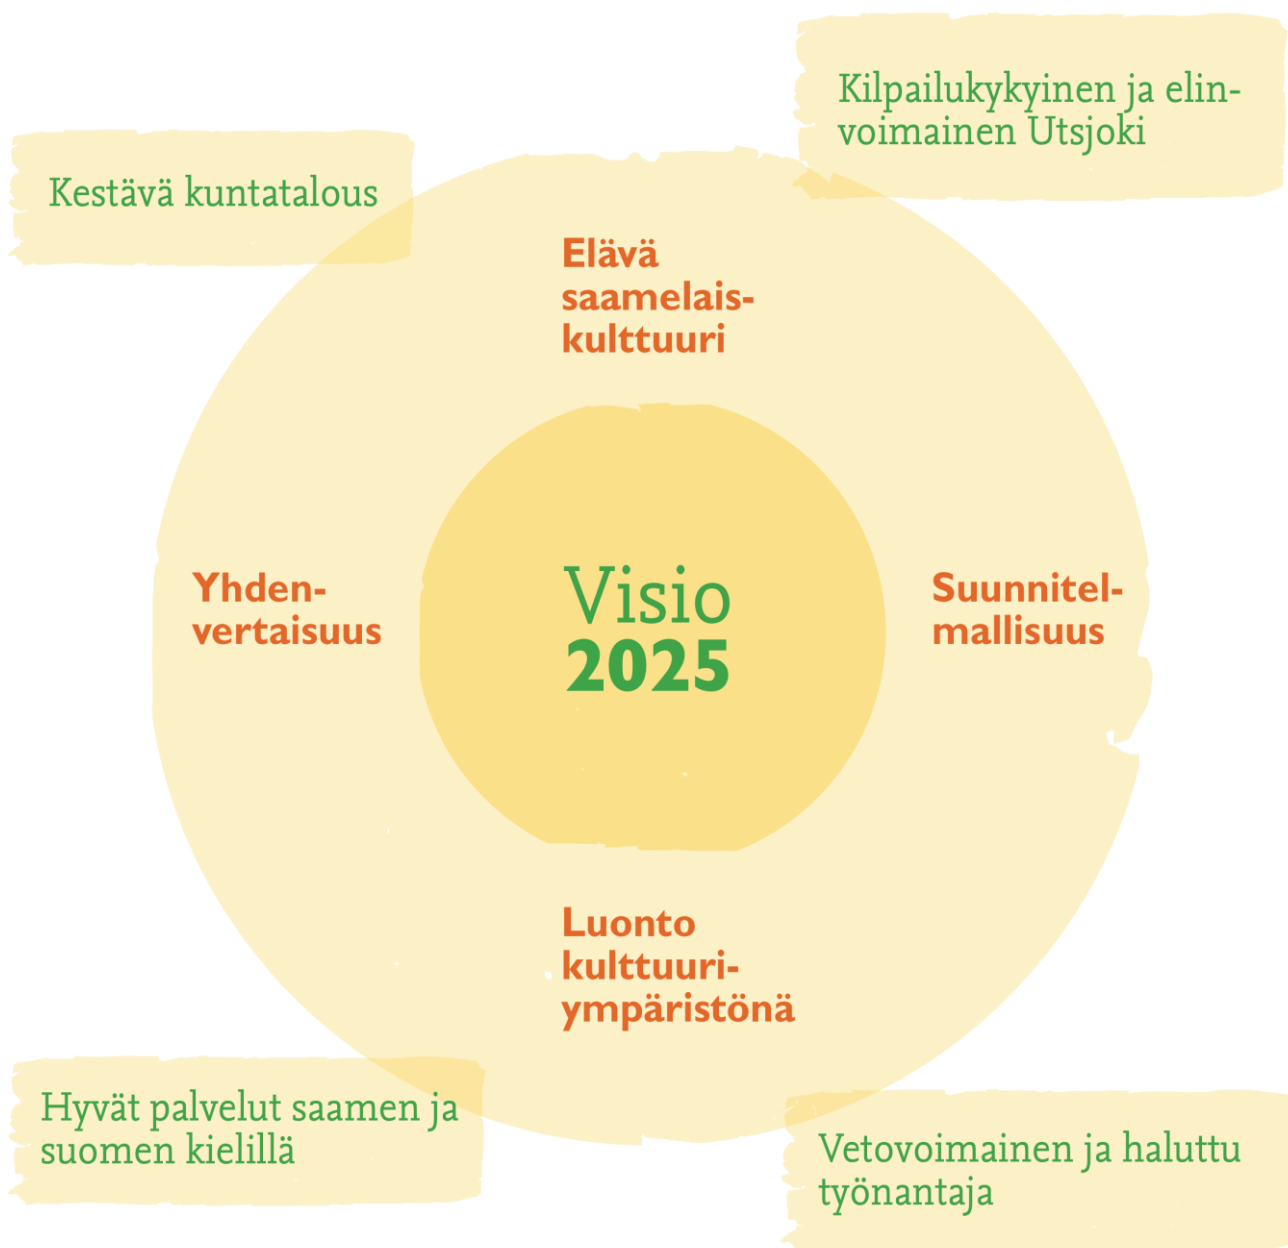 Kilpailukykyinen ja elin-
voimainen Utsjoki
Kestävä kuntatalous
Elävä
saamelais-
kulttuuri
Yhden-
vertaisuus
Visio
2025
Suunnitel-
mallisuus
Luonto
kulttuuri-
ympäristönä
Hyvät palvelut saamen ja
suomen kielillä
Vetovoimainen ja haluttu
työnantaja